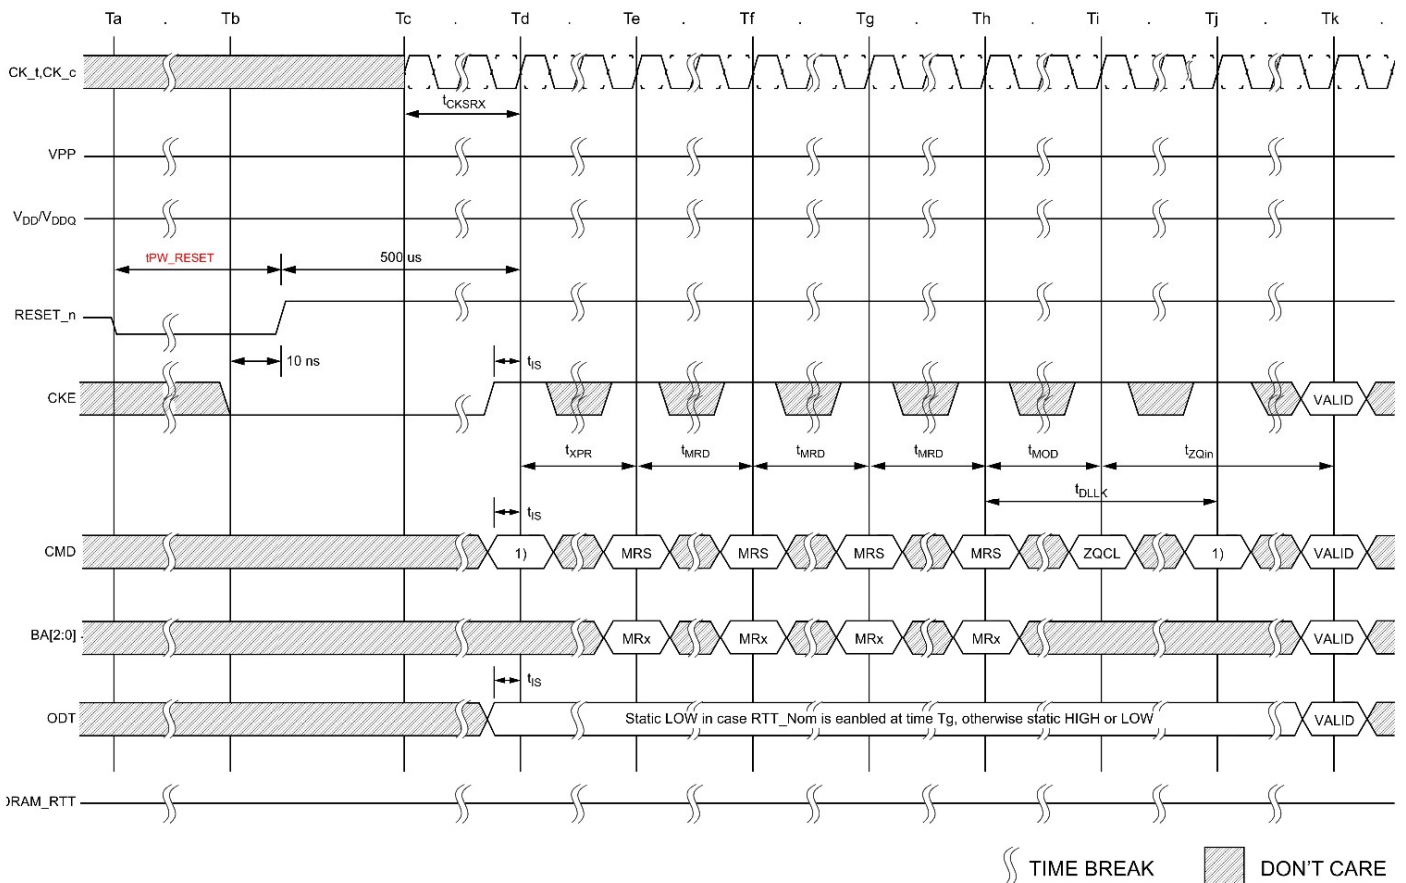 Ta . Tb Tc . Td . Te . Tf . Tg . Th . Ti . Tj . Tk .
CK_t,CK_c
tCKSRX
VPP
VDD/VDDQ
tPW_RESET 500 us
RESET_n
10 ns tIS
CKE VALID
tXPR tMRD tMRD tMRD tMOD tZQin
tDLLK
tIS
CMD 1) MRS MRS MRS MRS ZQCL 1) VALID
BA[2:0] MRx MRx MRx MRx VALID
tIS
ODT Static LOW in case RTT_Nom is eanbled at time Tg, otherwise static HIGH or LOW VALID
DRAM_RTT
TIME BREAK DON'T CARE